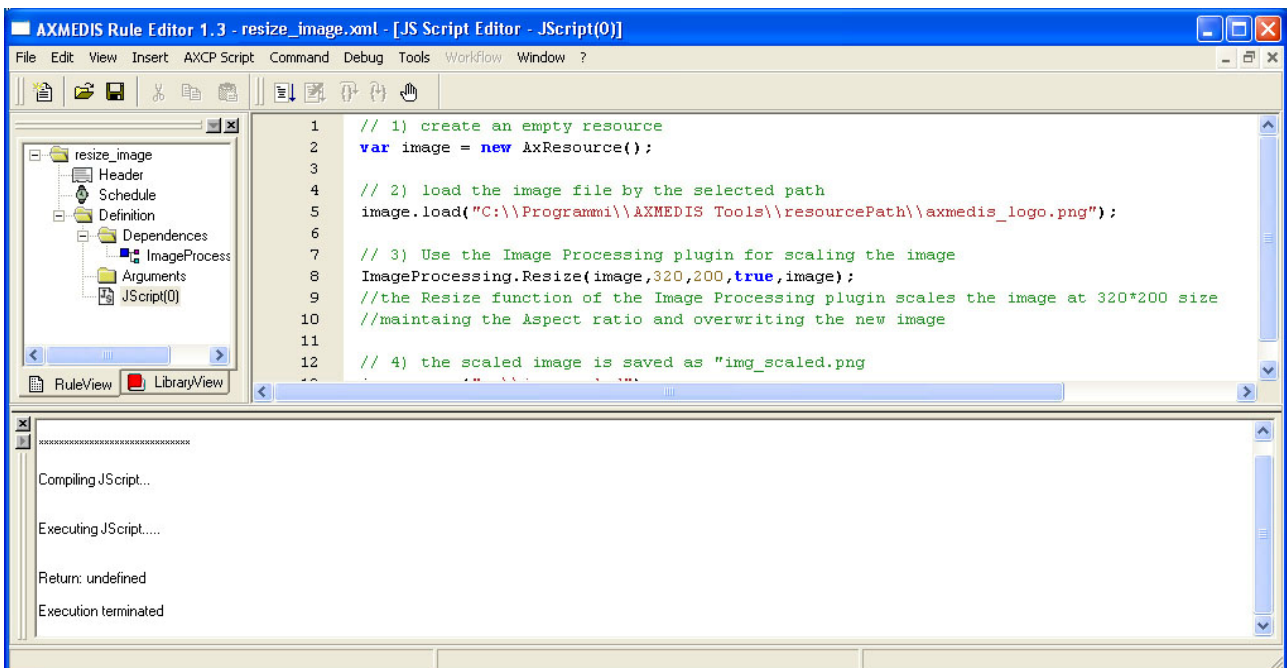 AXMEDIS Rule Editor 1.3 - resize_image.xml - [JS Script Editor - JScript(0)]
File Edit View Insert AXCP Script Command Debug Tools Workflow Window ?
resize_image
Header
Schedule
Definition
Dependences
ImageProcess
Arguments
JScript(0)
RuleView LibraryView
1 // 1) create an empty resource
2 var image = new AxResource();
3
4 // 2) load the image file by the selected path
5 image.load("C:\\Programmi\\AXMEDIS Tools\\resourcePath\\axmedis_logo.png");
6
7 // 3) Use the Image Processing plugin for scaling the image
8 ImageProcessing.Resize(image,320,200,true,image);
9 //the Resize function of the Image Processing plugin scales the image at 320*200 size
10 //maintaing the Aspect ratio and overwriting the new image
11
12 // 4) the scaled image is saved as "img_scaled.png
Compiling JScript...
Executing JScript.....
Return: undefined
Execution terminated